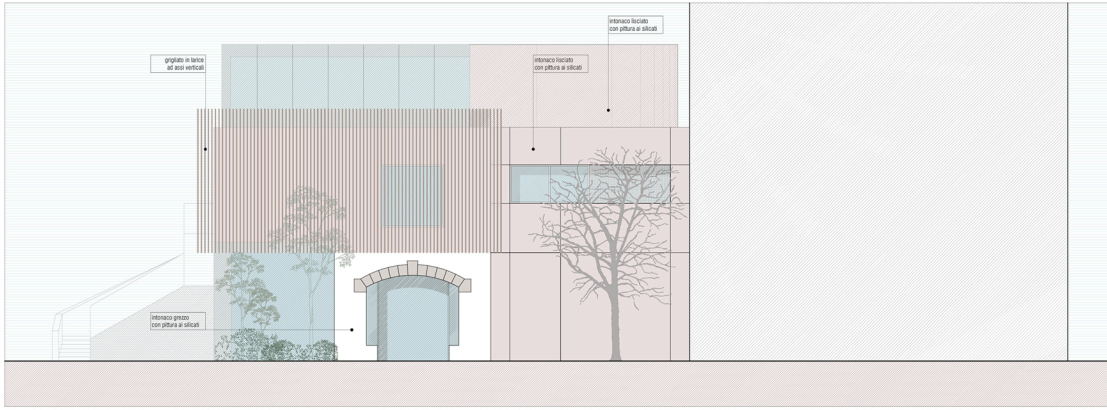 intonaco lisciato
con pittura ai silicati
grigliato in larice
ad assi verticali
intonaco lisciato
con pittura ai silicati
intonaco grezzo
con pittura ai silicati